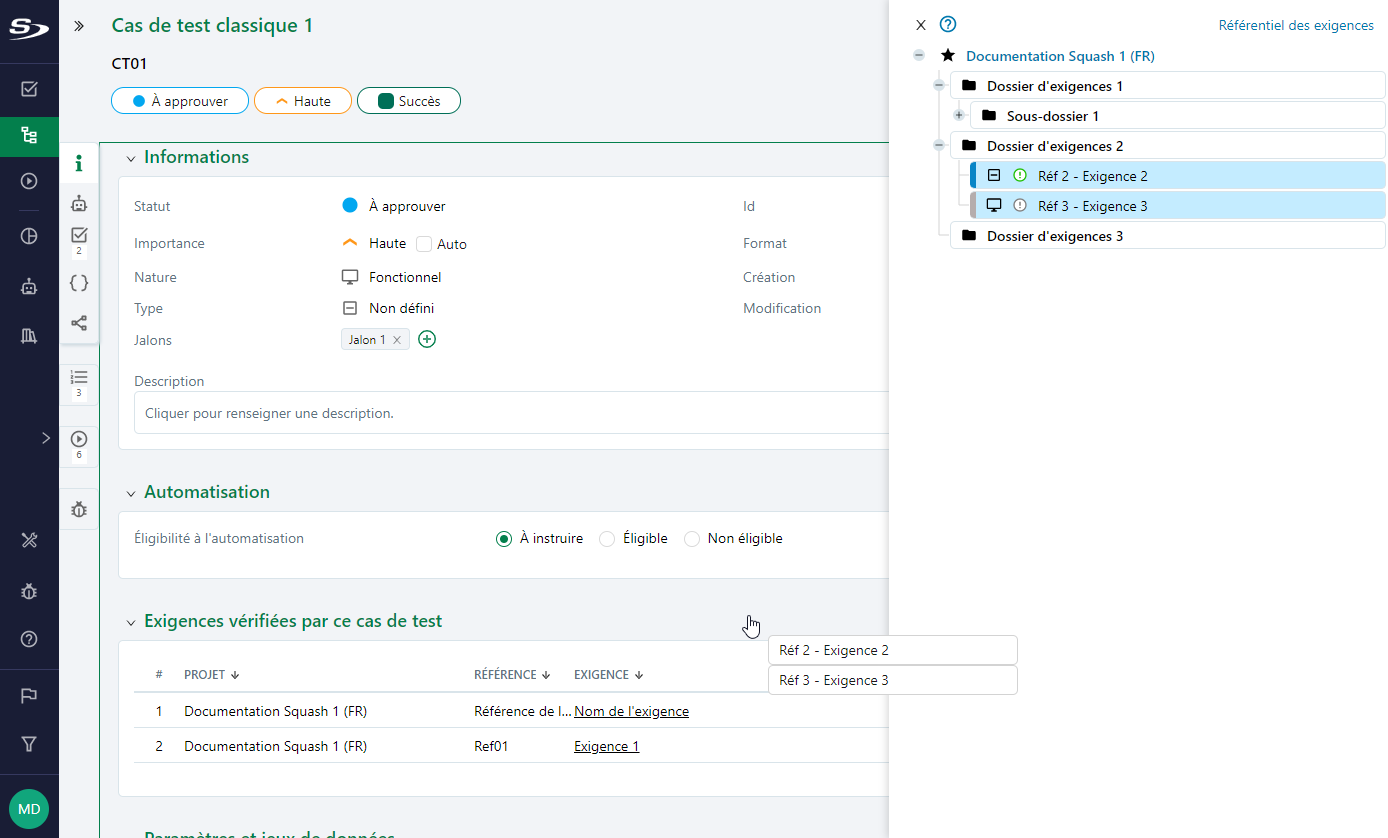 Cas de test classique 1
CT01
À approuver
Haute
Succès
2
3
6
MD
Informations
Statut
À approuver
Id
Importance
Haute
Auto
Format
Nature
Fonctionnel
Création
Type
Non défini
Modification
Jalons
Jalon 1
Description
Cliquer pour renseigner une description.
Automatisation
Éligibilité à l'automatisation
À instruire
Éligible
Non éligible
Exigences vérifiées par ce cas de test
# PROJET RÉFÉRENCE EXIGENCE
1 Documentation Squash 1 (FR) Référence de l... Nom de l'exigence
2 Documentation Squash 1 (FR) Ref01 Exigence 1
Paramètres et jeux de données
Réf 2 - Exigence 2
Réf 3 - Exigence 3
Référentiel des exigences
Documentation Squash 1 (FR)
Dossier d'exigences 1
Sous-dossier 1
Dossier d'exigences 2
Réf 2 - Exigence 2
Réf 3 - Exigence 3
Dossier d'exigences 3